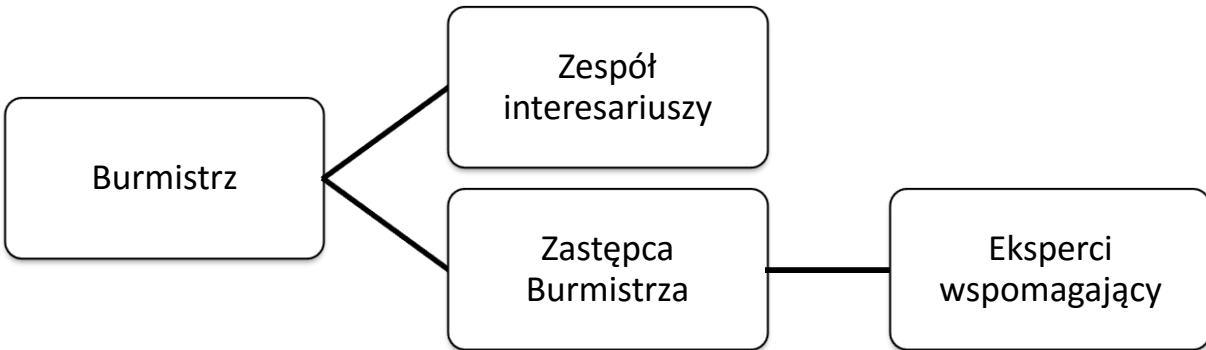 Zespół
interesariuszy
Burmistrz
Zastępca
Burmistrza
Eksperci
wspomagający